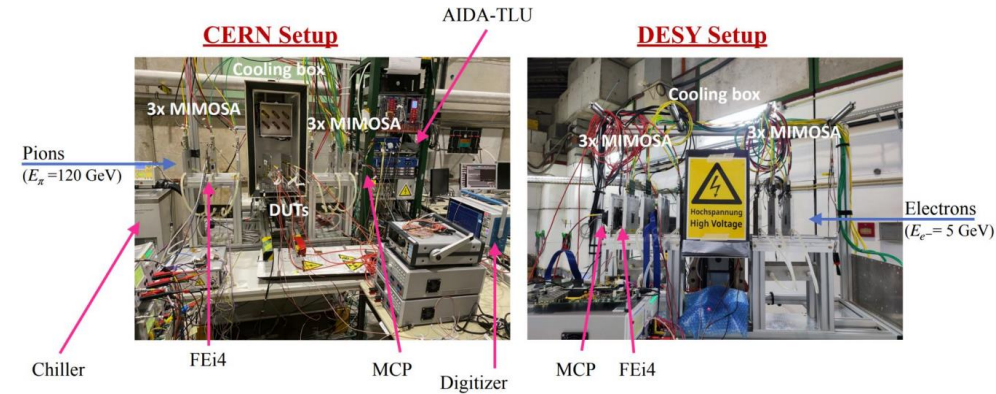 AIDA-TLU
CERN Setup
DESY Setup
Cooling box
3x MIMOSA
3x MIMOSA
Pions
(Eπ =120 GeV)
DUTs
Cooling box
3x MIMOSA
3x MIMOSA
Hochspannung
High Voltage
Electrons
(Ee− = 5 GeV)
Chiller
FEi4
MCP
Digitizer
MCP
FEi4